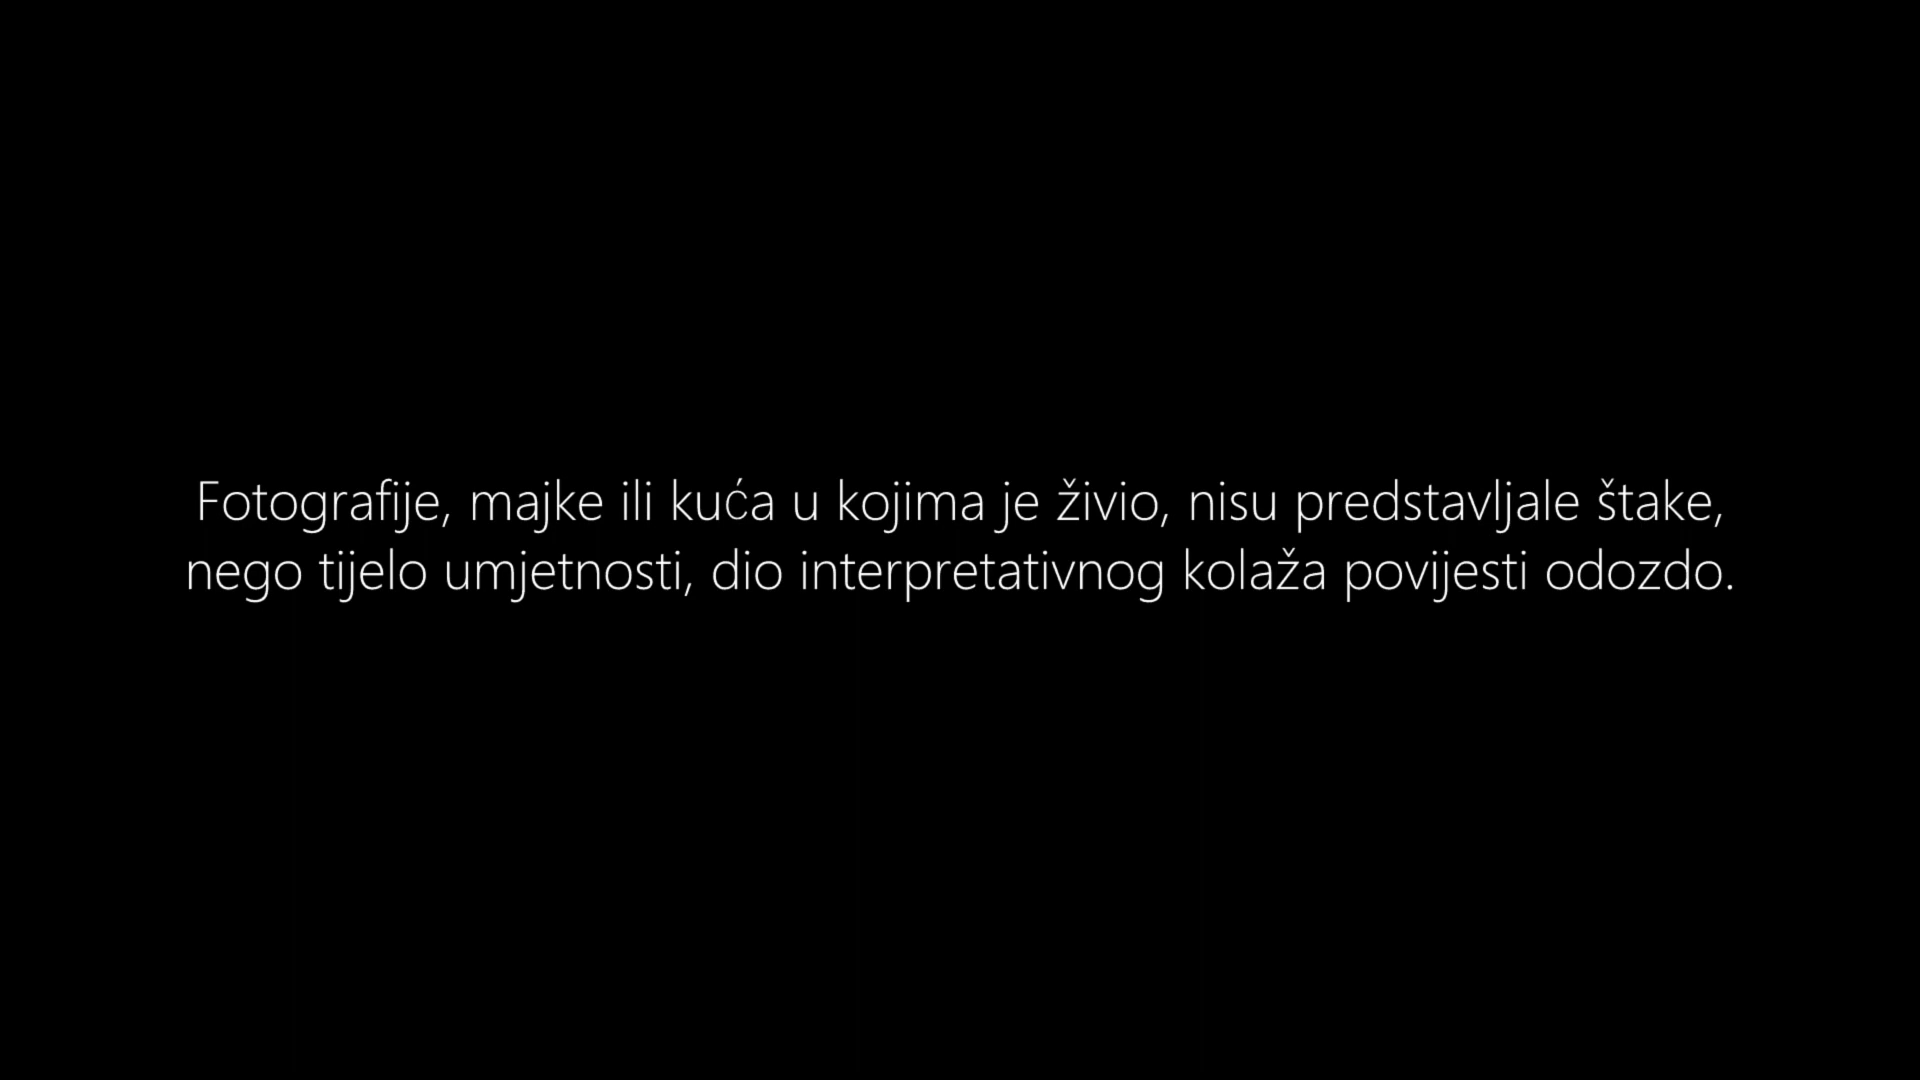 Fotografije, majke ili kuća u kojima je živio, nisu predstavljale štake,
nego tijelo umjetnosti, dio interpretativnog kolaža povijesti odozdo.